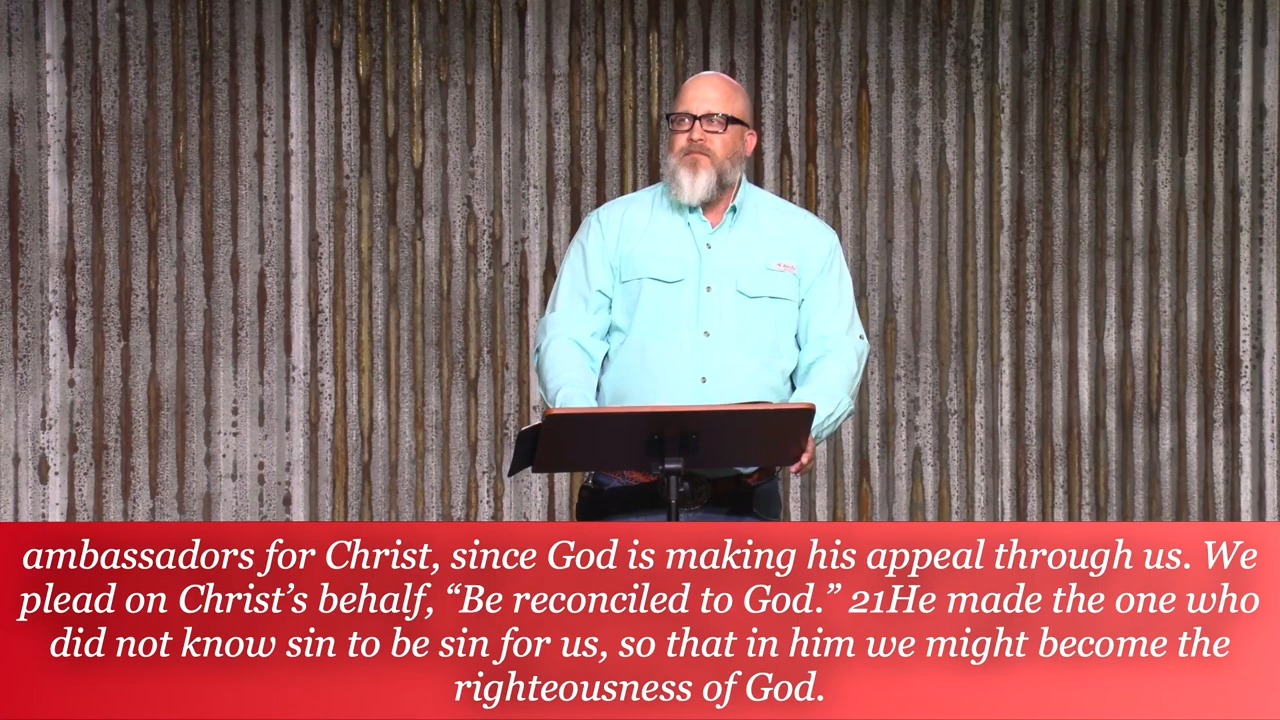 ambassadors for Christ, since God is making his appeal through us. We
plead on Christ’s behalf, “Be reconciled to God.” 21He made the one who
did not know sin to be sin for us, so that in him we might become the
righteousness of God.